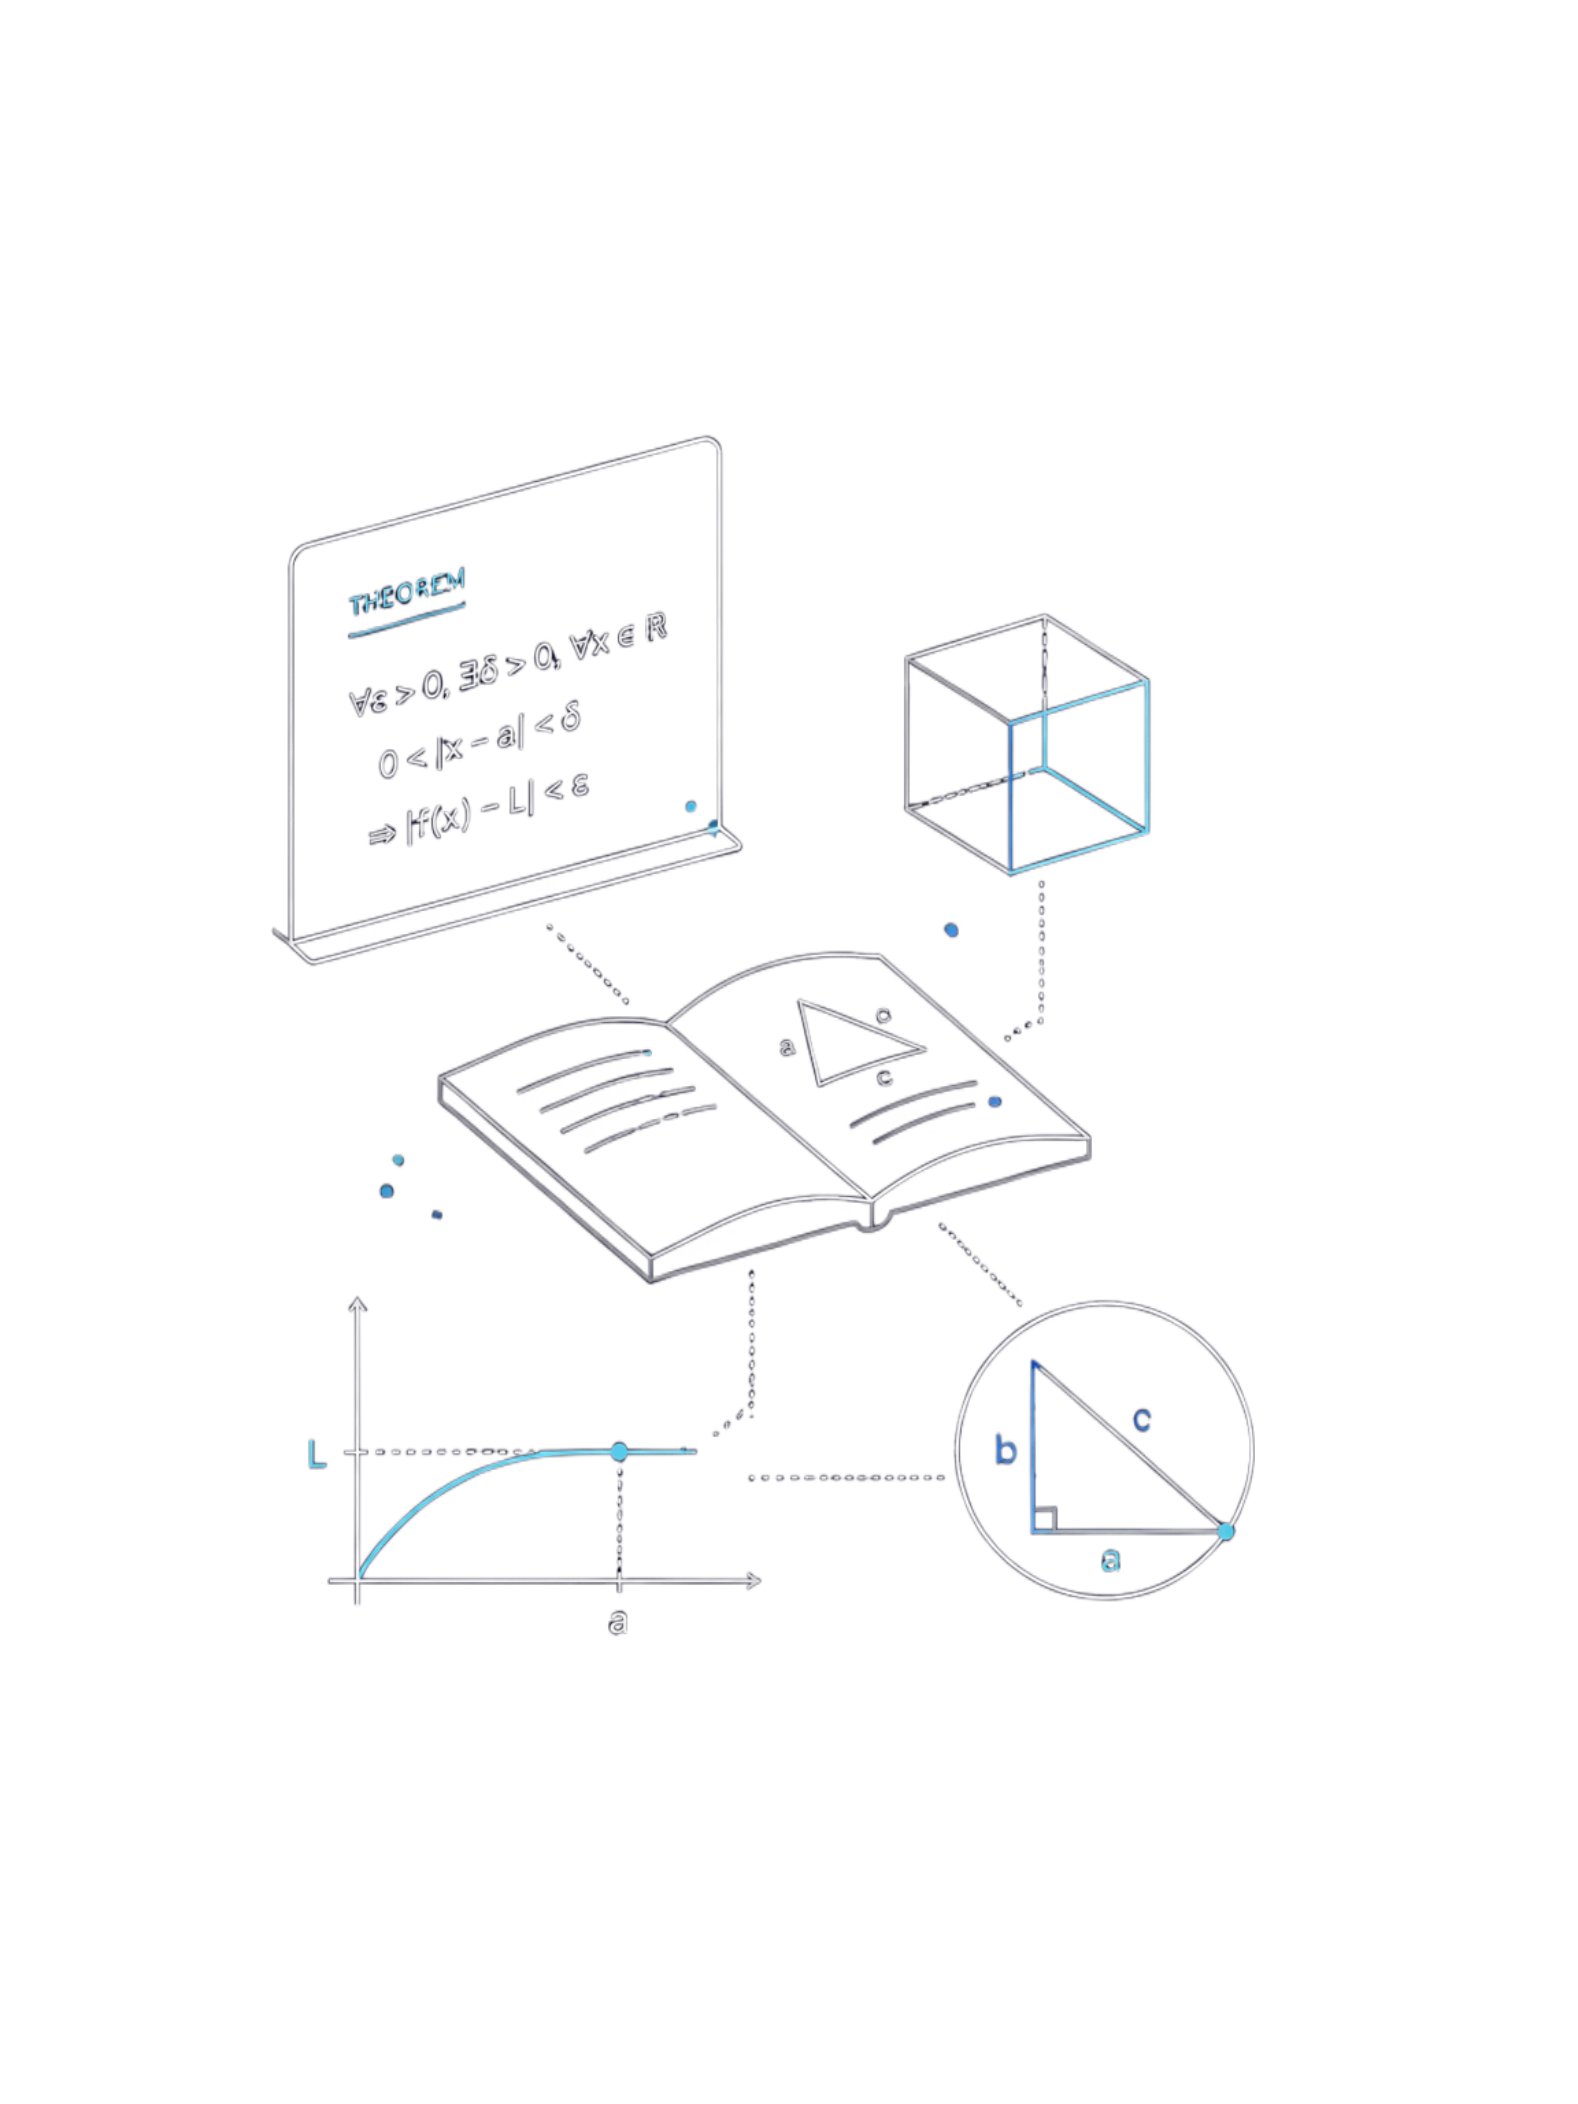 THEOREM
∀ε > 0, ∃δ > 0, ∀x ∈ R
0 < |x − a| < δ
⇒ |f(x) − L| < ε
a
c
L
a
b
c
a